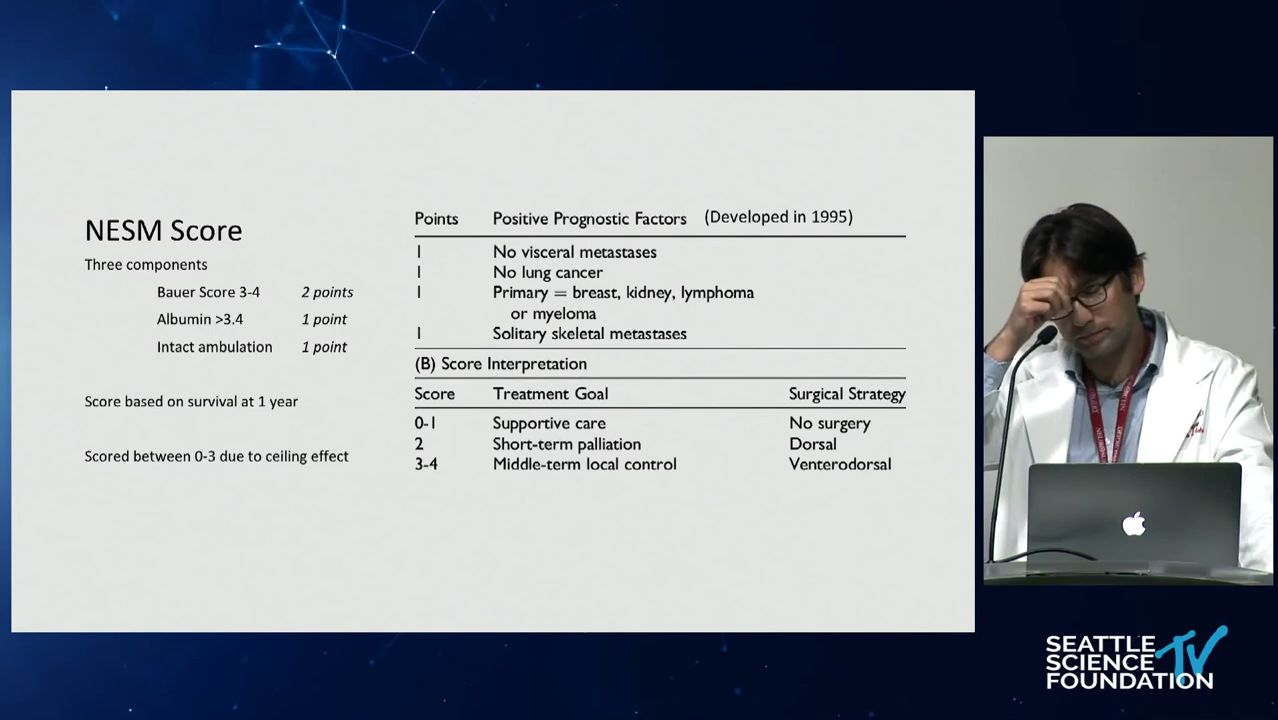 NESM Score
Three components
Bauer Score 3-4 2 points
Albumin >3.4 1 point
Intact ambulation 1 point
Score based on survival at 1 year
Scored between 0-3 due to ceiling effect
Points Positive Prognostic Factors (Developed in 1995)
1 No visceral metastases
1 No lung cancer
1 Primary = breast, kidney, lymphoma
or myeloma
1 Solitary skeletal metastases
(B) Score Interpretation
Score Treatment Goal Surgical Strategy
0-1 Supportive care No surgery
2 Short-term palliation Dorsal
3-4 Middle-term local control Venterodorsal
SEATTLE
SCIENCE TV
FOUNDATION